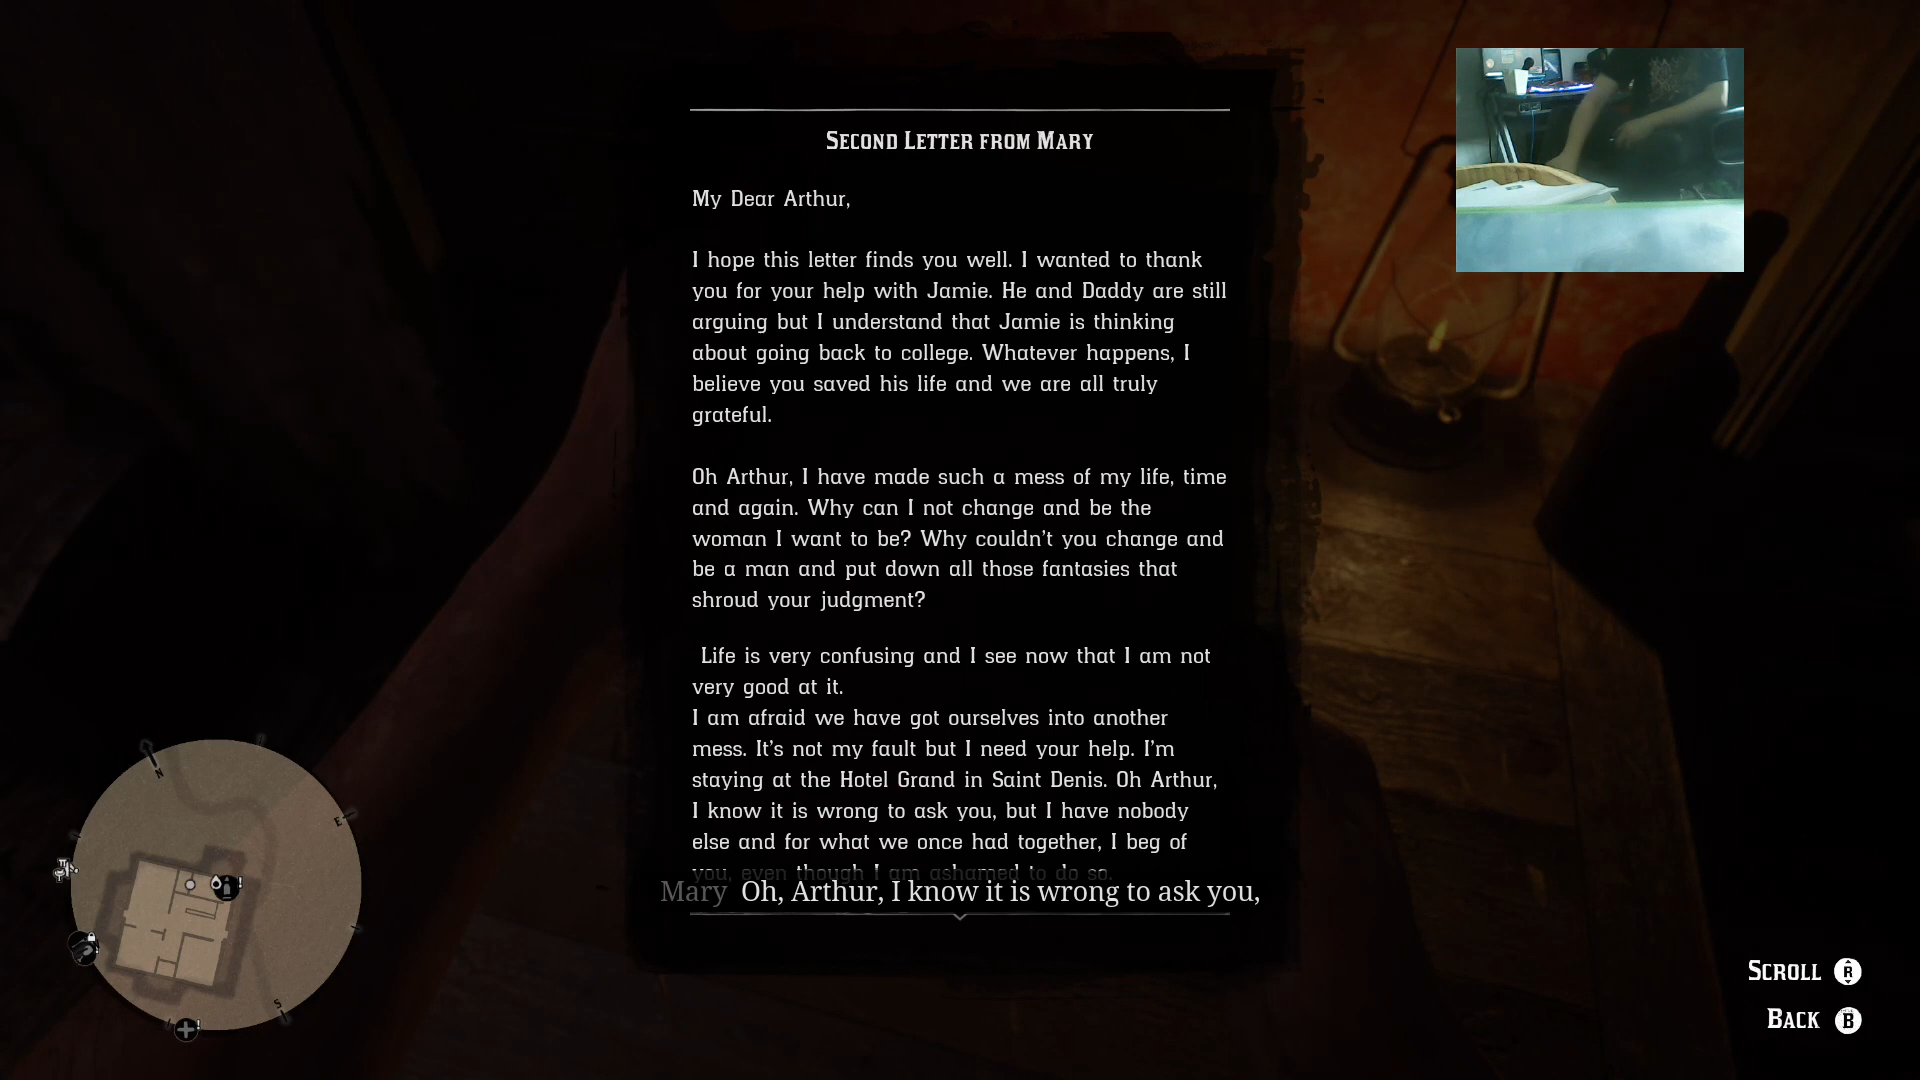 Second Letter from Mary
My Dear Arthur,
I hope this letter finds you well. I wanted to thank
you for your help with Jamie. He and Daddy are still
arguing but I understand that Jamie is thinking
about going back to college. Whatever happens, I
believe you saved his life and we are all truly
grateful.
Oh Arthur, I have made such a mess of my life, time
and again. Why can I not change and be the
woman I want to be? Why couldn't you change and
be a man and put down all those fantasies that
shroud your judgment?
Life is very confusing and I see now that I am not
very good at it.
I am afraid we have got ourselves into another
mess. It's not my fault but I need your help. I'm
staying at the Hotel Grand in Saint Denis. Oh Arthur,
I know it is wrong to ask you, but I have nobody
else and for what we once had together, I beg of
you, even though I am ashamed to do so.
Mary Oh, Arthur, I know it is wrong to ask you,
N
E
S
Scroll R
Back B